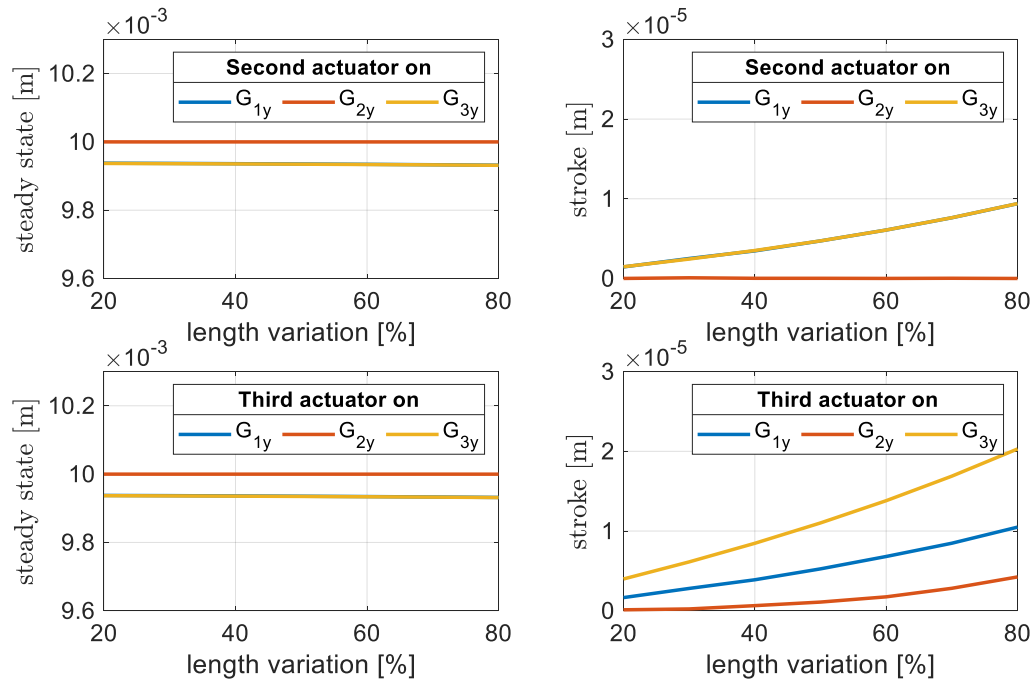 ×10⁻³
steady state [m]
10.2
10
9.8
9.6
Second actuator on
G₁y G₂y G₃y
20 40 60 80
length variation [%]
×10⁻⁵
stroke [m]
3
2
1
0
Second actuator on
G₁y G₂y G₃y
20 40 60 80
length variation [%]
×10⁻³
steady state [m]
10.2
10
9.8
9.6
Third actuator on
G₁y G₂y G₃y
20 40 60 80
length variation [%]
×10⁻⁵
stroke [m]
3
2
1
0
Third actuator on
G₁y G₂y G₃y
20 40 60 80
length variation [%]